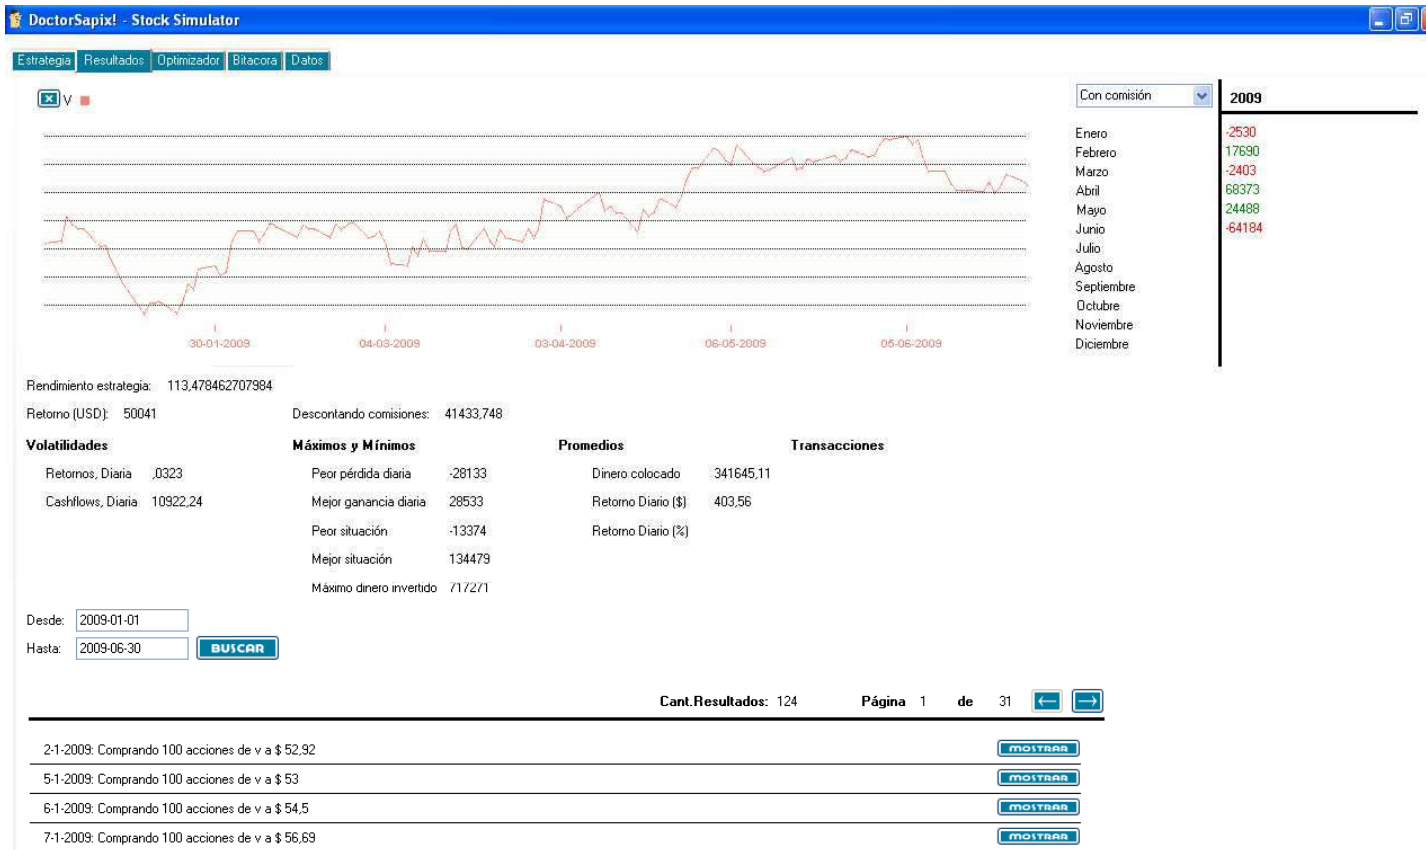 DoctorSapix! - Stock Simulator
Estrategia Resultados Optimizador Bitacora Datos
V
Con comisión 2009
Enero -2530
Febrero 17690
Marzo -2403
Abril 68373
Mayo 24488
Junio -64184
Julio
Agosto
Septiembre
Octubre
Noviembre
Diciembre
30-01-2009 04-03-2009 03-04-2009 06-05-2009 05-06-2009
Rendimiento estrategia: 113,478462707984
Retorno (USD): 50041 Descontando comisiones: 41433,748
Volatilidades Máximos y Mínimos Promedios Transacciones
Retornos, Diaria ,0323 Peor pérdida diaria -28133 Dinero colocado 341645,11
Cashflows, Diaria 10922,24 Mejor ganancia diaria 28533 Retorno Diario ($) 403,56
Peor situación -13374 Retorno Diario (%)
Mejor situación 134479
Máximo dinero invertido 717271
Desde: 2009-01-01
Hasta: 2009-06-30 BUSCAR
Cant.Resultados: 124 Página 1 de 31
2-1-2009: Comprando 100 acciones de v a $ 52,92 MOSTRAR
5-1-2009: Comprando 100 acciones de v a $ 53 MOSTRAR
6-1-2009: Comprando 100 acciones de v a $ 54,5 MOSTRAR
7-1-2009: Comprando 100 acciones de v a $ 56,69 MOSTRAR